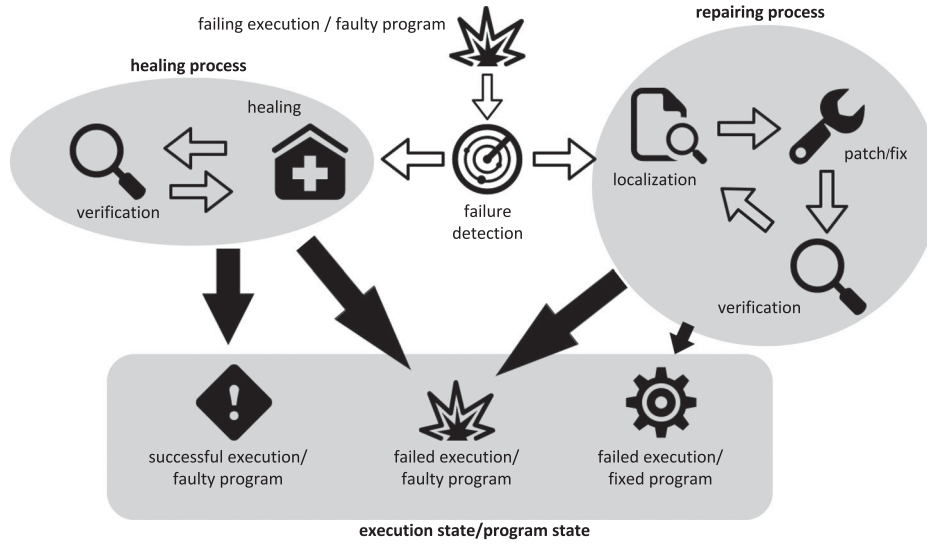 failing execution / faulty program
repairing process
healing process
healing
verification
failure
detection
localization
patch/fix
verification
successful execution/
faulty program
failed execution/
faulty program
failed execution/
fixed program
execution state/program state